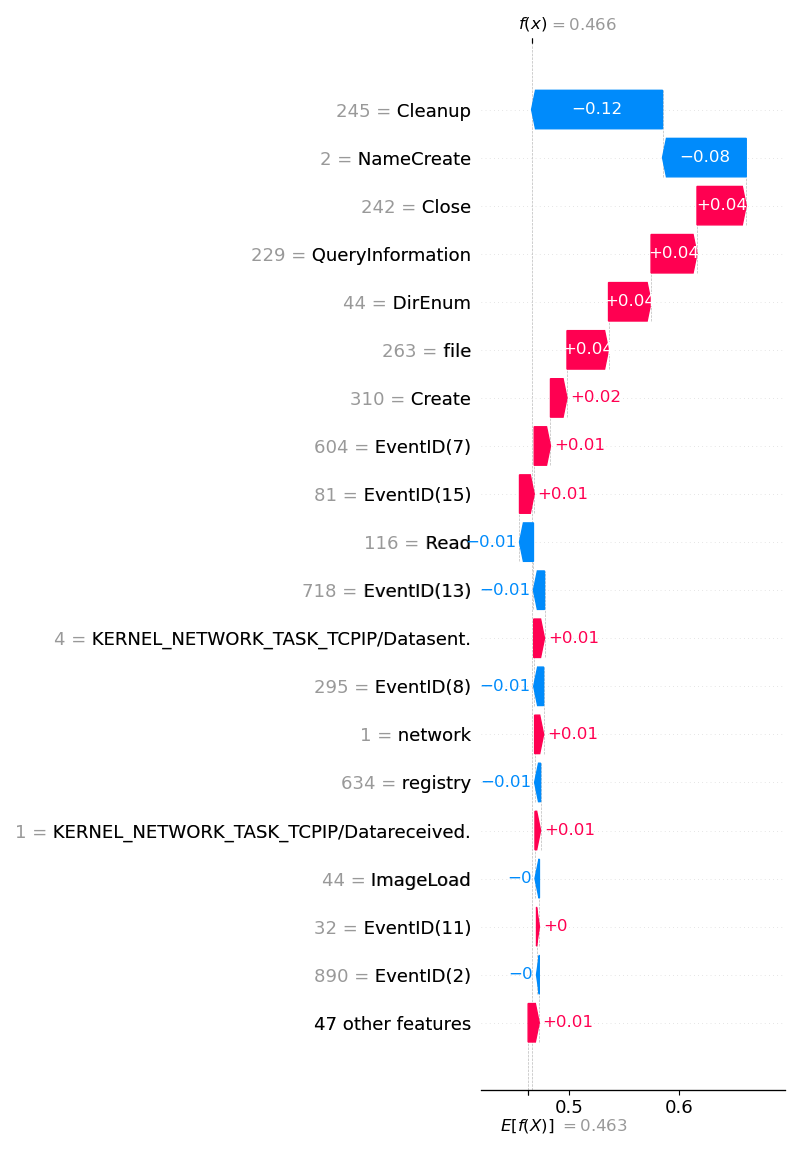 f(x) = 0.466
245 = Cleanup −0.12
2 = NameCreate −0.08
242 = Close +0.04
229 = QueryInformation +0.04
44 = DirEnum +0.04
263 = file +0.04
310 = Create +0.02
604 = EventID(7) +0.01
81 = EventID(15) +0.01
116 = Read −0.01
718 = EventID(13) −0.01
4 = KERNEL_NETWORK_TASK_TCPIP/Datasent. +0.01
295 = EventID(8) −0.01
1 = network +0.01
634 = registry −0.01
1 = KERNEL_NETWORK_TASK_TCPIP/Datareceived. +0.01
44 = ImageLoad −0
32 = EventID(11) +0
890 = EventID(2) −0
47 other features +0.01
0.5 0.6
E[f(X)] = 0.463